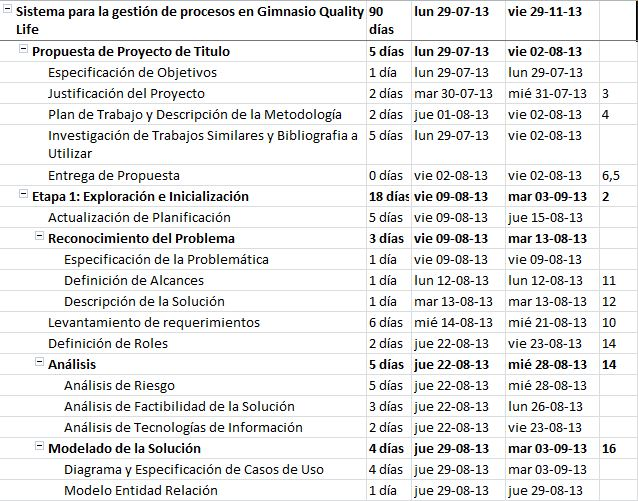 Sistema para la gestión de procesos en Gimnasio Quality 90 lun 29-07-13 vie 29-11-13
Life días
Propuesta de Proyecto de Titulo 5 días lun 29-07-13 vie 02-08-13
Especificación de Objetivos 1 día lun 29-07-13 lun 29-07-13
Justificación del Proyecto 2 días mar 30-07-13 mié 31-07-13 3
Plan de Trabajo y Descripción de la Metodología 2 días jue 01-08-13 vie 02-08-13 4
Investigación de Trabajos Similares y Bibliografia a 5 días lun 29-07-13 vie 02-08-13
Utilizar
Entrega de Propuesta 0 días vie 02-08-13 vie 02-08-13 6,5
Etapa 1: Exploración e Inicialización 18 días vie 09-08-13 mar 03-09-13 2
Actualización de Planificación 5 días vie 09-08-13 jue 15-08-13
Reconocimiento del Problema 3 días vie 09-08-13 mar 13-08-13
Especificación de la Problemática 1 día vie 09-08-13 vie 09-08-13
Definición de Alcances 1 día lun 12-08-13 lun 12-08-13 11
Descripción de la Solución 1 día mar 13-08-13 mar 13-08-13 12
Levantamiento de requerimientos 6 días mié 14-08-13 mié 21-08-13 10
Definición de Roles 2 días jue 22-08-13 vie 23-08-13 14
Análisis 5 días jue 22-08-13 mié 28-08-13 14
Análisis de Riesgo 5 días jue 22-08-13 mié 28-08-13
Análisis de Factibilidad de la Solución 3 días jue 22-08-13 lun 26-08-13
Análisis de Tecnologías de Información 2 días jue 22-08-13 vie 23-08-13
Modelado de la Solución 4 días jue 29-08-13 mar 03-09-13 16
Diagrama y Especificación de Casos de Uso 4 días jue 29-08-13 mar 03-09-13
Modelo Entidad Relación 1 día jue 29-08-13 jue 29-08-13